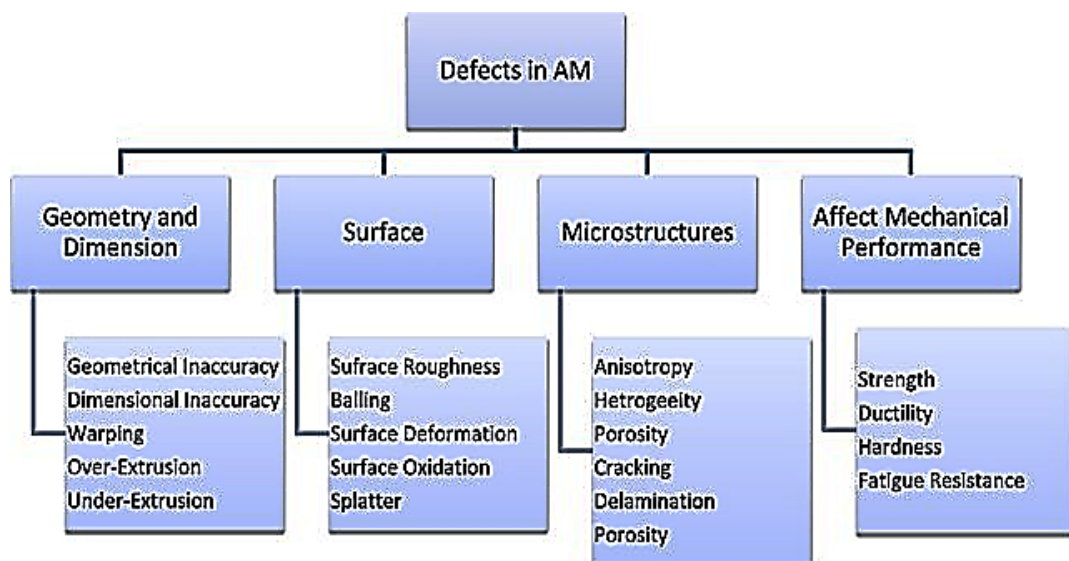 Defects in AM
Geometry and
Dimension
Surface
Microstructures
Affect Mechanical
Performance
Geometrical Inaccuracy
Dimensional Inaccuracy
Warping
Over-Extrusion
Under-Extrusion
Sufrace Roughness
Balling
Surface Deformation
Surface Oxidation
Splatter
Anisotropy
Hetrogeeity
Porosity
Cracking
Delamination
Porosity
Strength
Ductility
Hardness
Fatigue Resistance